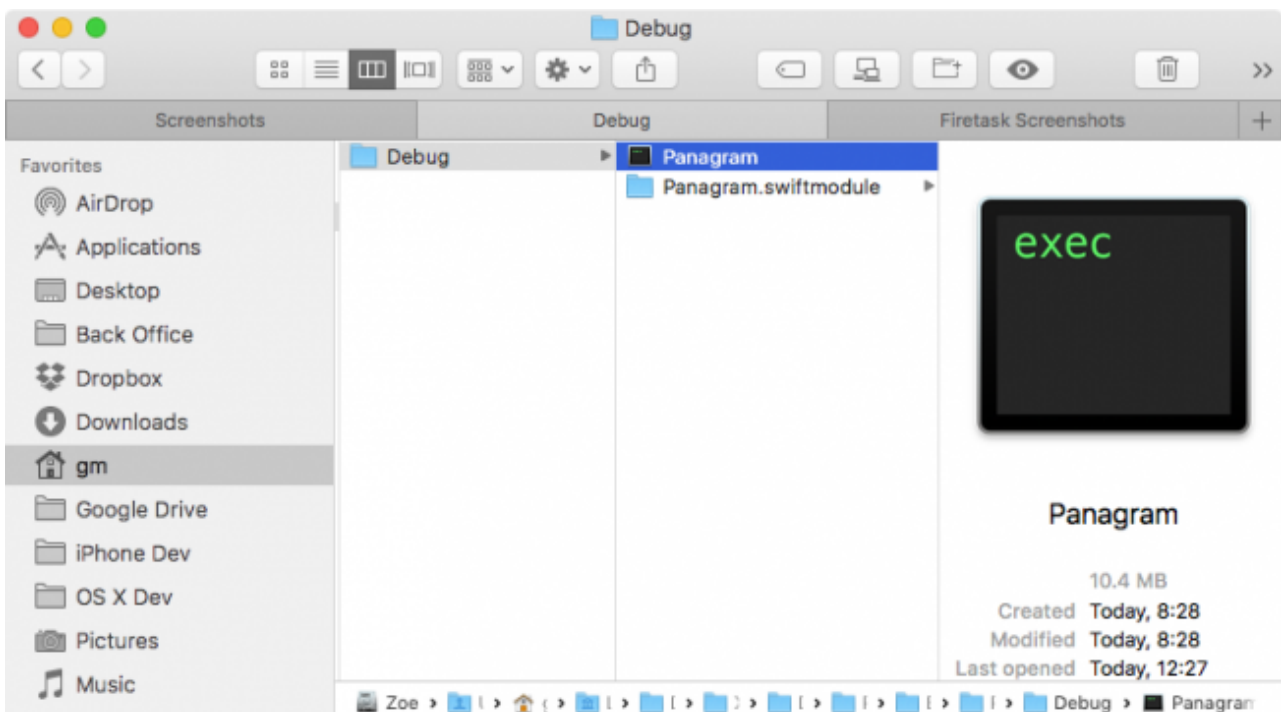 Debug
Screenshots
Debug
Firetask Screenshots
Favorites
AirDrop
Applications
Desktop
Back Office
Dropbox
Downloads
gm
Google Drive
iPhone Dev
OS X Dev
Pictures
Music
Debug
Panagram
Panagram.swiftmodule
exec
Panagram
10.4 MB
Created Today, 8:28
Modified Today, 8:28
Last opened Today, 12:27
Zoe Debug Panagram